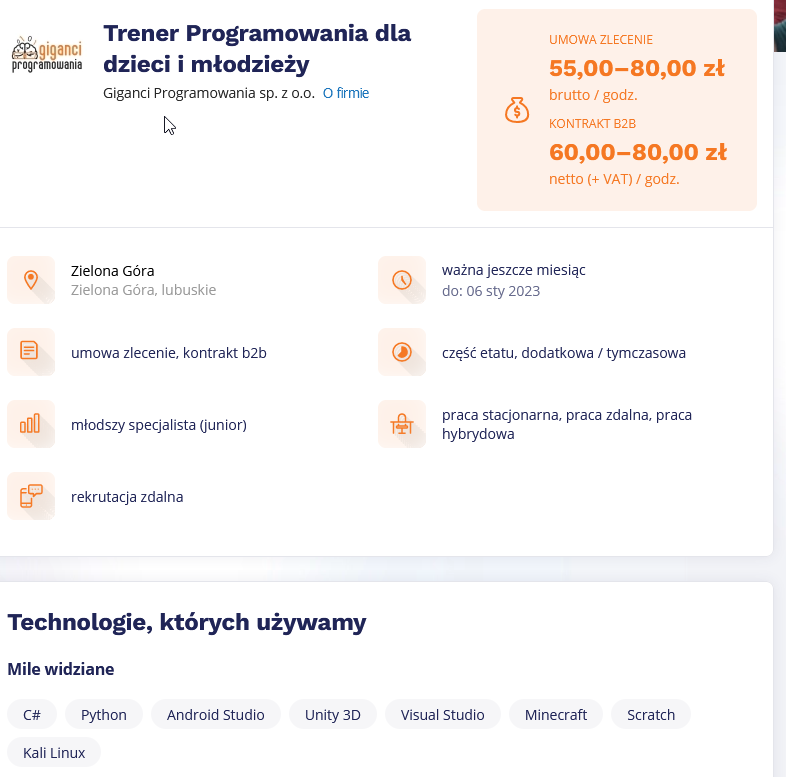 giganci
programowania
Trener Programowania dla
dzieci i młodzieży
Giganci Programowania sp. z o.o. O firmie
UMOWA ZLECENIE
55,00–80,00 zł
brutto / godz.
KONTRAKT B2B
60,00–80,00 zł
netto (+ VAT) / godz.
Zielona Góra
Zielona Góra, lubuskie
ważna jeszcze miesiąc
do: 06 sty 2023
umowa zlecenie, kontrakt b2b
część etatu, dodatkowa / tymczasowa
młodszy specjalista (junior)
praca stacjonarna, praca zdalna, praca
hybrydowa
rekrutacja zdalna
Technologie, których używamy
Mile widziane
C# Python Android Studio Unity 3D Visual Studio Minecraft Scratch
Kali Linux